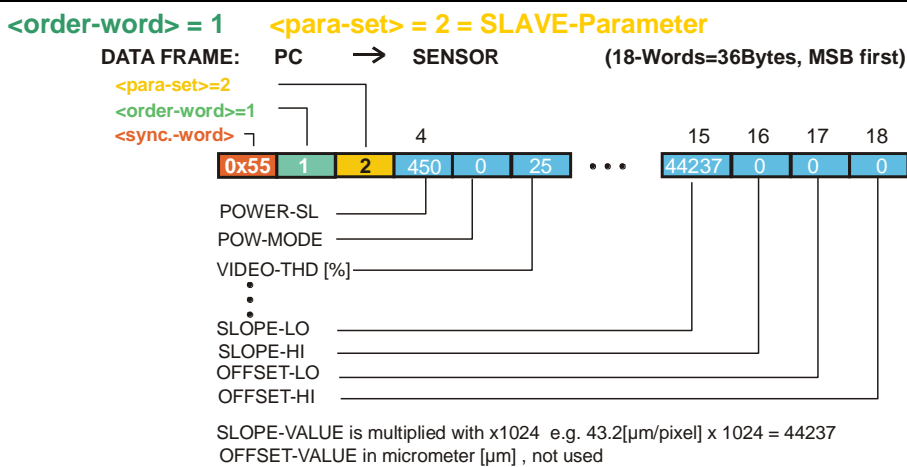 <order-word> = 1 <para-set> = 2 = SLAVE-Parameter
DATA FRAME: PC → SENSOR (18-Words=36Bytes, MSB first)
<para-set>=2
<order-word>=1
<sync.-word> 4 15 16 17 18
0x55 1 2 450 0 25 • • • 44237 0 0 0
POWER-SL
POW-MODE
VIDEO-THD [%]
SLOPE-LO
SLOPE-HI
OFFSET-LO
OFFSET-HI
SLOPE-VALUE is multiplied with x1024 e.g. 43.2[µm/pixel] x 1024 = 44237
OFFSET-VALUE in micrometer [µm] , not used